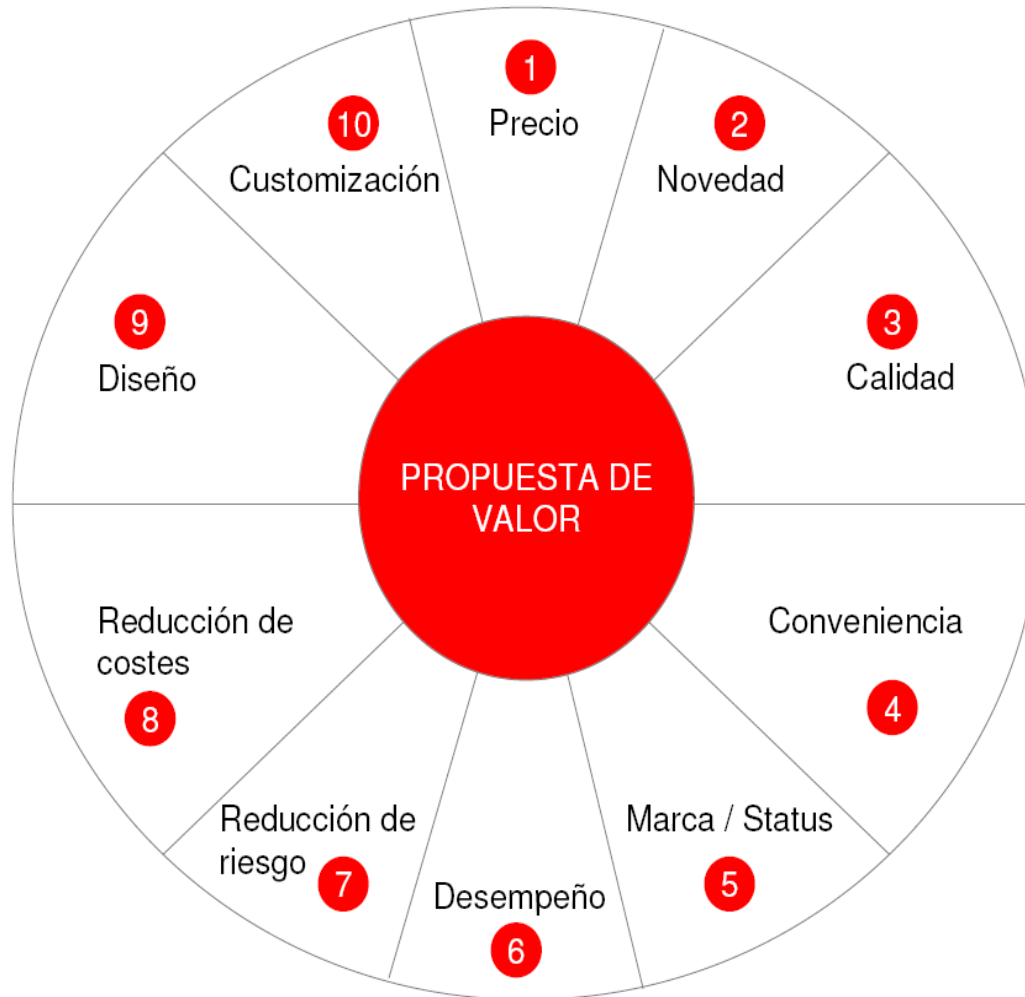 1
Precio
2
Novedad
3
Calidad
Conveniencia
4
Marca / Status
5
Desempeño
6
Reducción de
riesgo
7
Reducción de
costes
8
9
Diseño
10
Customización
PROPUESTA DE
VALOR